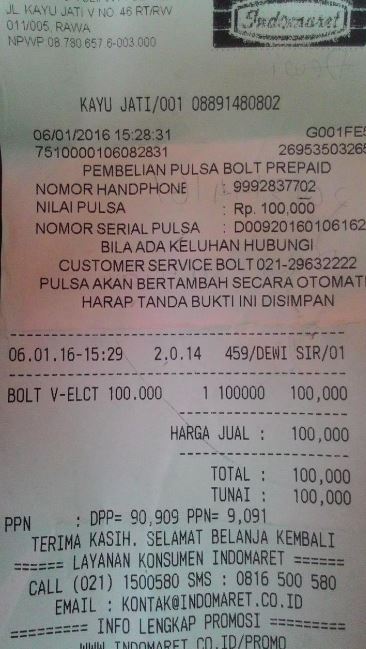 JL. KAYU JATI V NO. 46 RT/RW
011/005, RAWA
NPWP 08.780.657.6-003.000
Indomaret
KAYU JATI/001 08891480802
06/01/2016 15:28:31 G001FE5
7510000106082831 26953503265
PEMBELIAN PULSA BOLT PREPAID
NOMOR HANDPHONE : 9992837702
NILAI PULSA : Rp. 100,000
NOMOR SERIAL PULSA : D00920160106162
BILA ADA KELUHAN HUBUNGI
CUSTOMER SERVICE BOLT 021-29632222
PULSA AKAN BERTAMBAH SECARA OTOMATI
HARAP TANDA BUKTI INI DISIMPAN
06.01.16-15:29 2.0.14 459/DEWI SIR/01
BOLT V-ELCT 100.000 1 100000 100,000
HARGA JUAL : 100,000
TOTAL : 100,000
TUNAI : 100,000
PPN : DPP= 90,909 PPN= 9,091
TERIMA KASIH. SELAMAT BELANJA KEMBALI
====== LAYANAN KONSUMEN INDOMARET ======
CALL (021) 1500580 SMS : 0816 500 580
EMAIL : KONTAK@INDOMARET.CO.ID
========= INFO LENGKAP PROMOSI =========
WWW.INDOMARET.CO.ID/PROMO